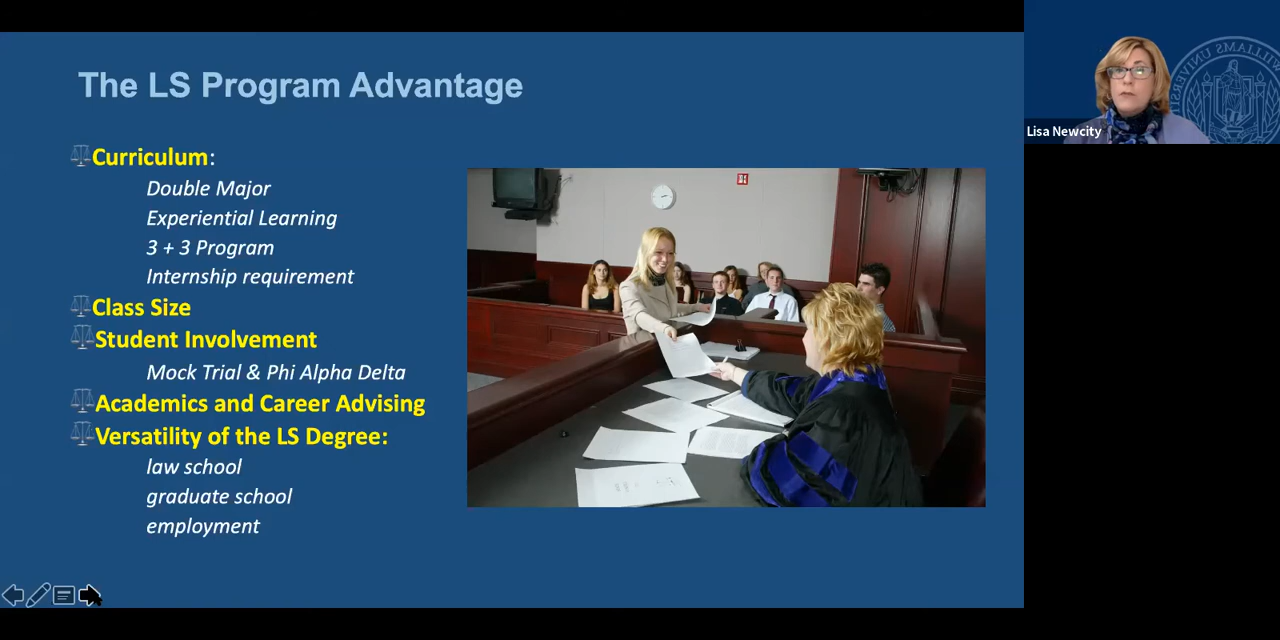 The LS Program Advantage
Curriculum:
Double Major
Experiential Learning
3 + 3 Program
Internship requirement
Class Size
Student Involvement
Mock Trial & Phi Alpha Delta
Academics and Career Advising
Versatility of the LS Degree:
law school
graduate school
employment
WILLIAMS UNIVERSITY
Lisa Newcity